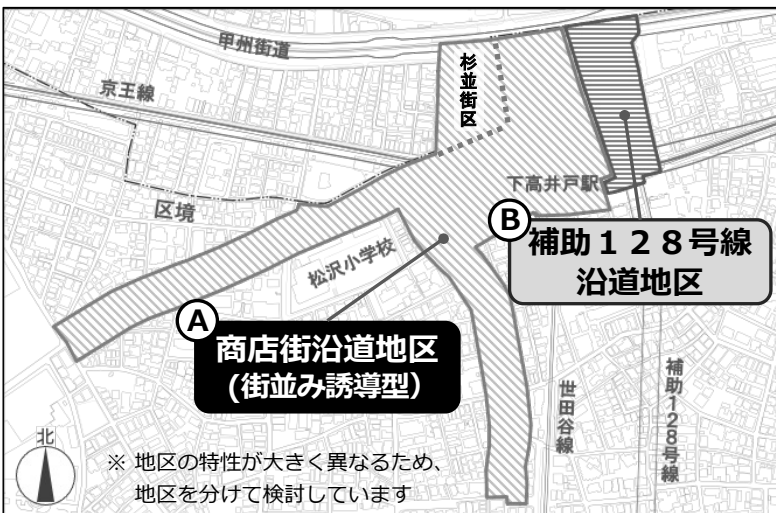 甲州街道
杉並街区
京王線
下高井戸駅
区境
B
補助128号線
沿道地区
松沢小学校
A
商店街沿道地区
(街並み誘導型)
世田谷線
補助128号線
北
※ 地区の特性が大きく異なるため、
地区を分けて検討しています